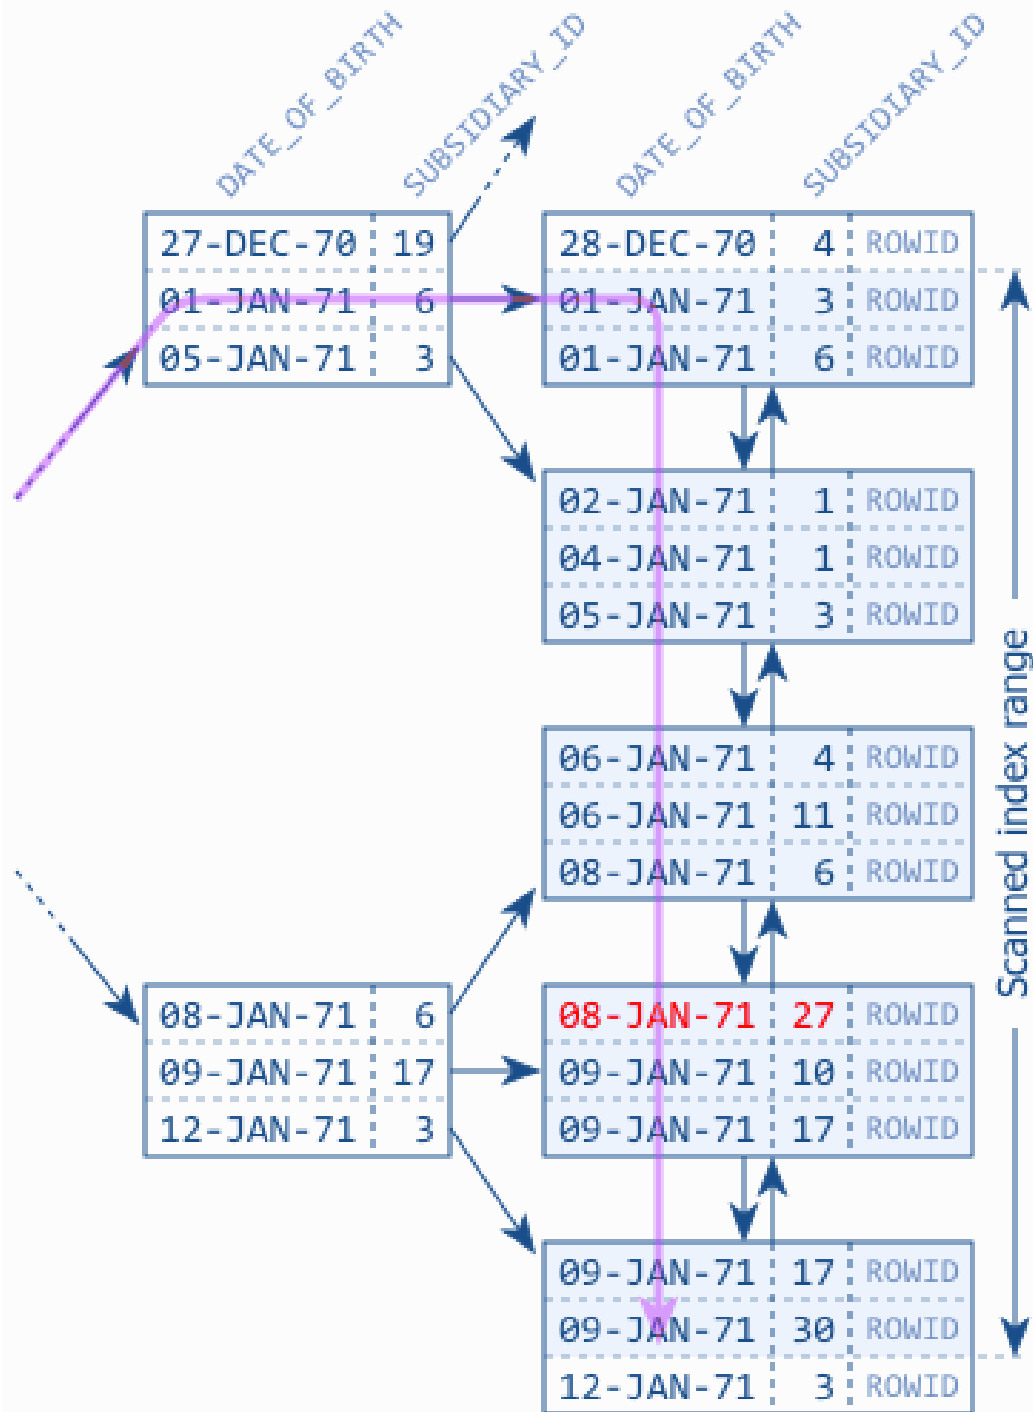 DATE_OF_BIRTH SUBSIDIARY_ID DATE_OF_BIRTH SUBSIDIARY_ID
27-DEC-70 19
01-JAN-71 6
05-JAN-71 3
28-DEC-70 4 ROWID
01-JAN-71 3 ROWID
01-JAN-71 6 ROWID
02-JAN-71 1 ROWID
04-JAN-71 1 ROWID
05-JAN-71 3 ROWID
06-JAN-71 4 ROWID
06-JAN-71 11 ROWID
08-JAN-71 6 ROWID
08-JAN-71 6
09-JAN-71 17
12-JAN-71 3
08-JAN-71 27 ROWID
09-JAN-71 10 ROWID
09-JAN-71 17 ROWID
09-JAN-71 17 ROWID
09-JAN-71 30 ROWID
12-JAN-71 3 ROWID
Scanned index range